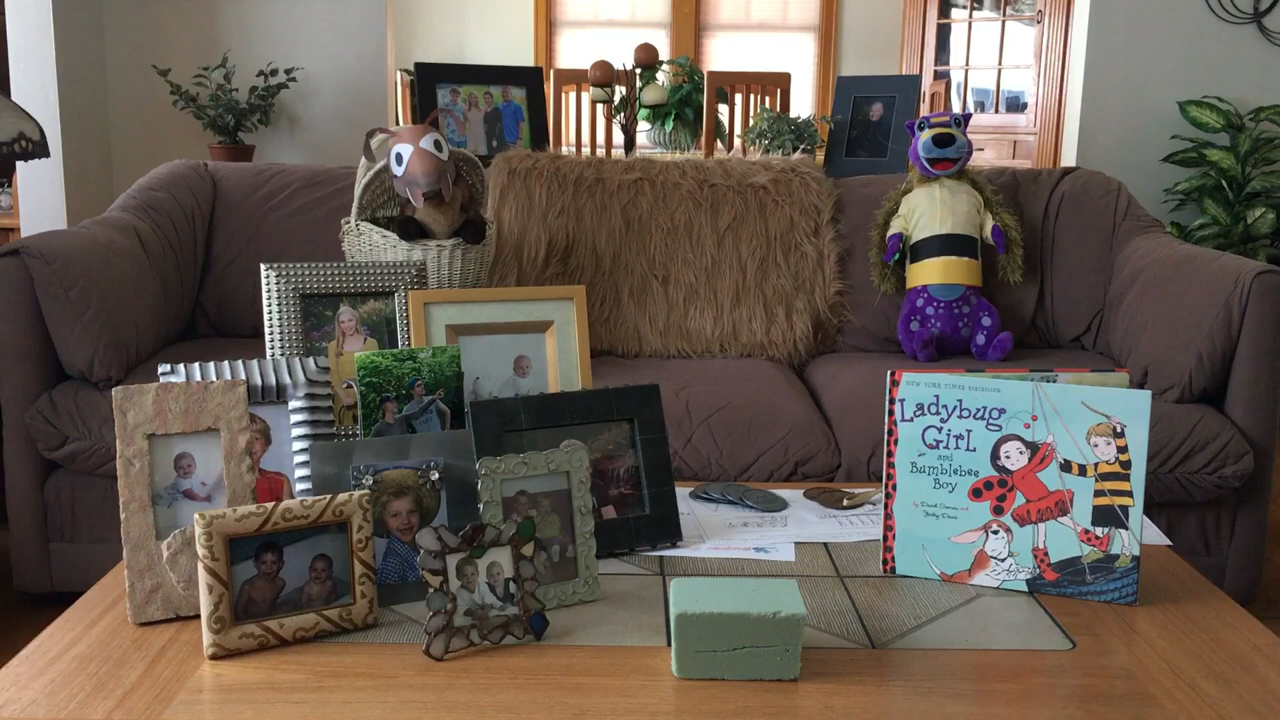 NEW YORK TIMES BESTSELLER
Ladybug
GiRL
and
Bumblebee
Boy
by David Soman and
Jacky Davis